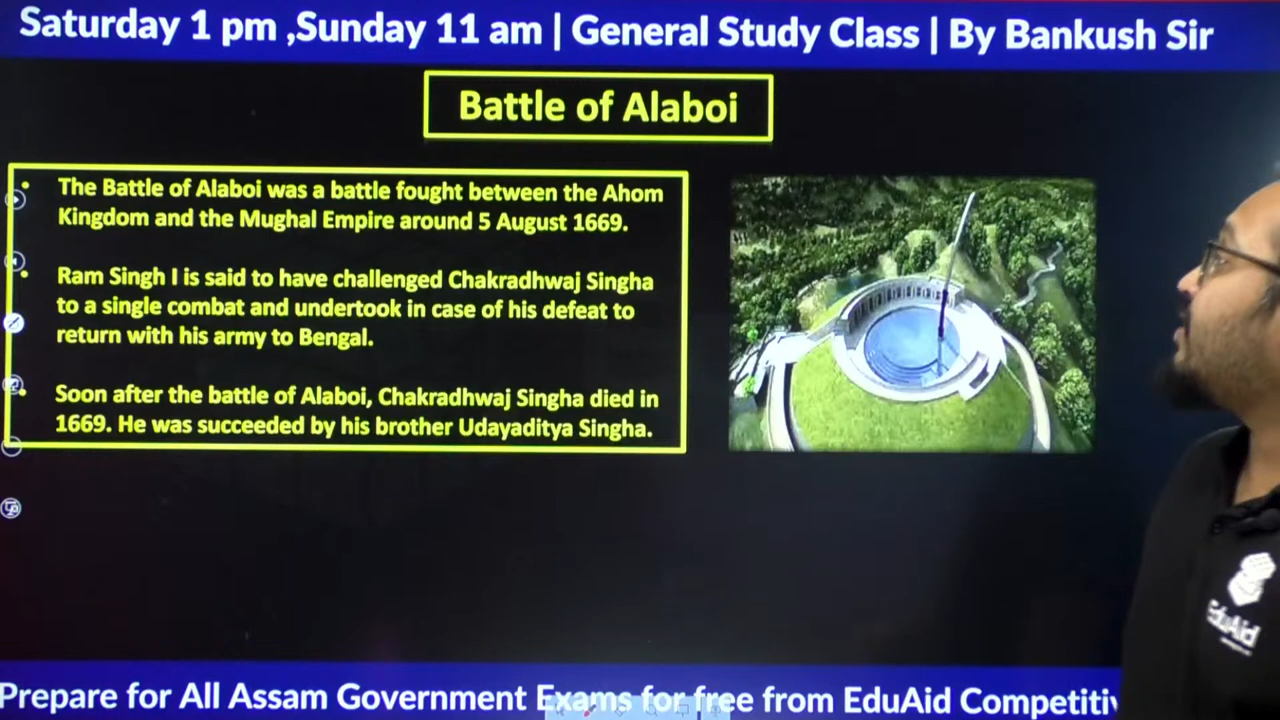 Saturday 1 pm ,Sunday 11 am | General Study Class | By Bankush Sir
Battle of Alaboi
• The Battle of Alaboi was a battle fought between the Ahom
Kingdom and the Mughal Empire around 5 August 1669.
• Ram Singh I is said to have challenged Chakradhwaj Singha
to a single combat and undertook in case of his defeat to
return with his army to Bengal.
• Soon after the battle of Alaboi, Chakradhwaj Singha died in
1669. He was succeeded by his brother Udayaditya Singha.
EduAid
Prepare for All Assam Government Exams for free from EduAid Competitiv